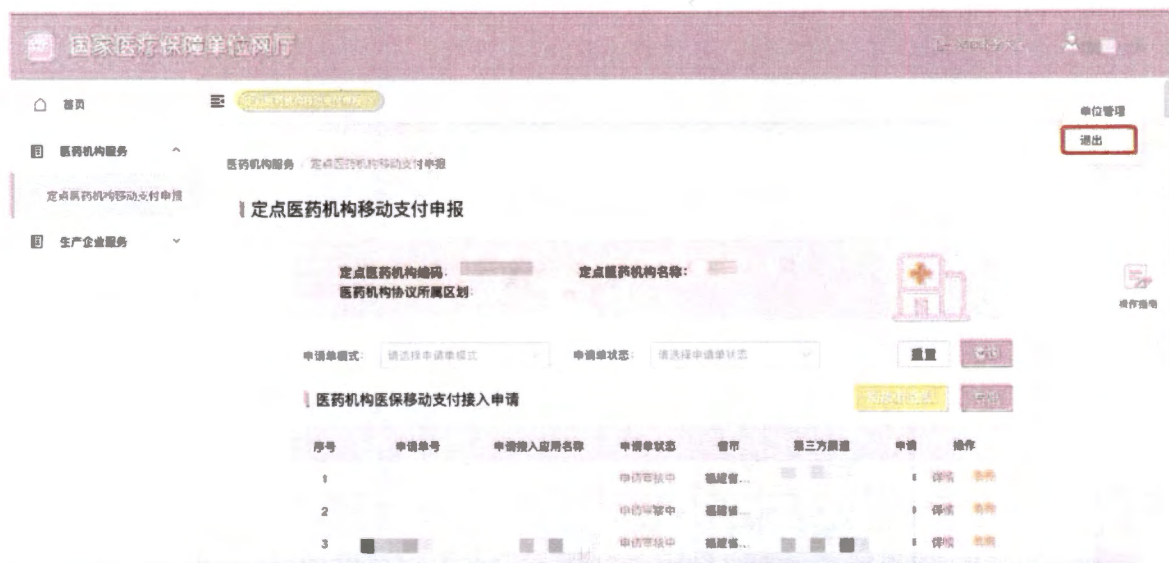 国家医疗保障单位网厅
首页
单位管理
医药机构服务
退出
医药机构服务 / 定点医药机构移动支付申报
定点医药机构移动支付申报
定点医药机构移动支付申报
生产企业服务
定点医药机构编码:
定点医药机构名称:
医药机构协议所属区划:
操作指南
申请单模式: 请选择申请单模式
申请单状态: 请选择申请单状态
重置
查询
医药机构医保移动支付接入申请
序号 申请单号 申请接入应用名称 申请单状态 省市 第三方渠道 申请 操作
1 申请审核中 福建省... 详情
2 申请审核中 福建省... 详情
3 申请审核中 福建省... 详情